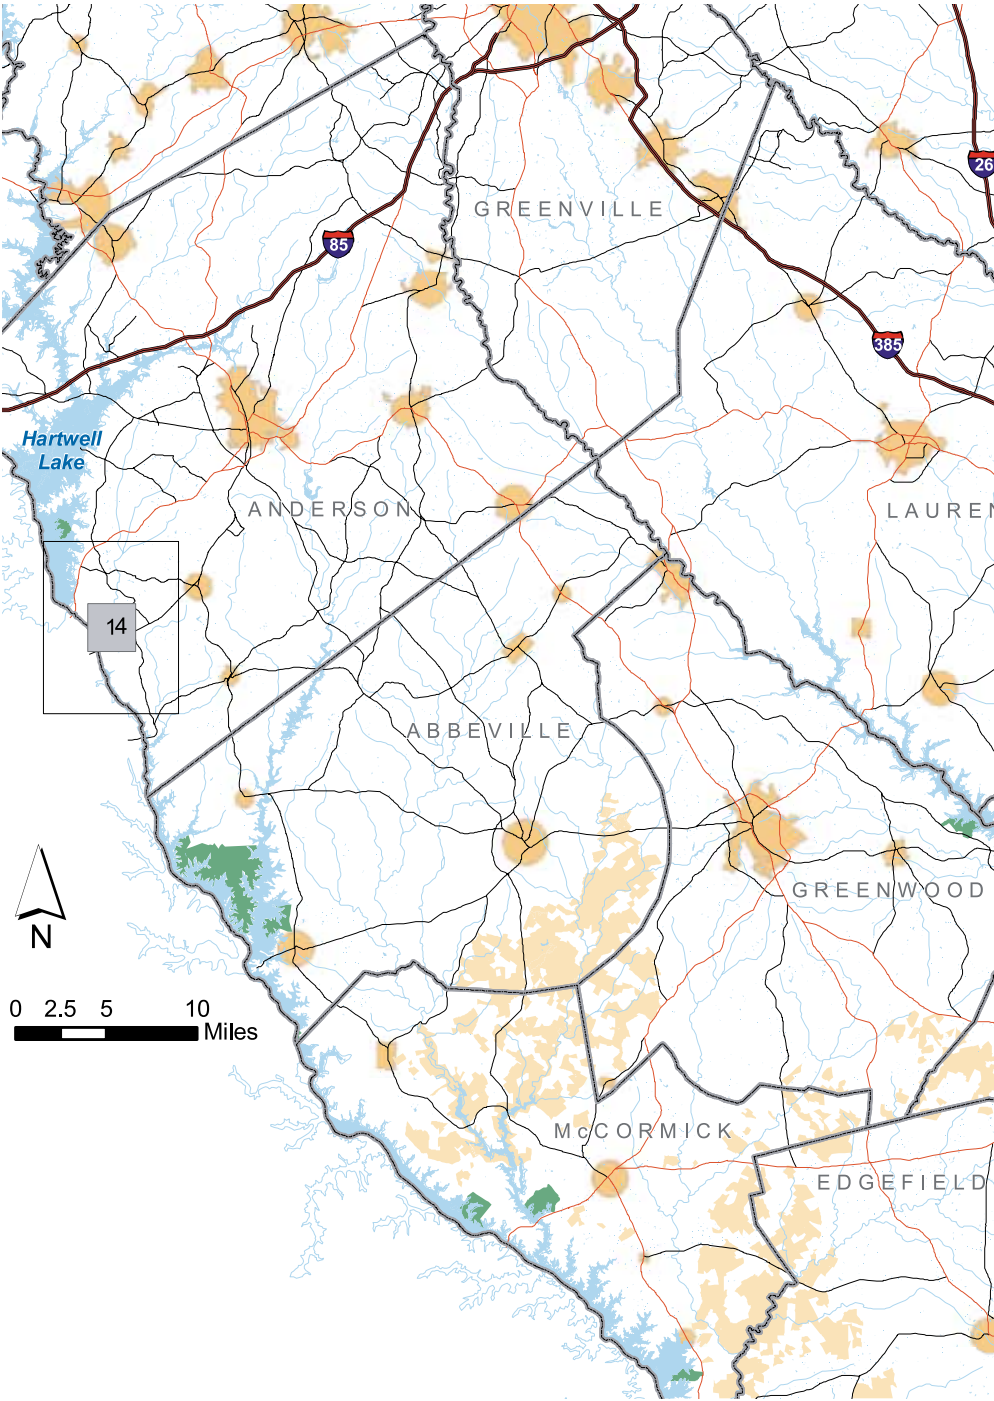 26
GREENVILLE
85
385
Hartwell
Lake
ANDERSON
LAUREN
14
ABBEVILLE
GREENWOOD
N
0 2.5 5 10
Miles
McCORMICK
EDGEFIELD